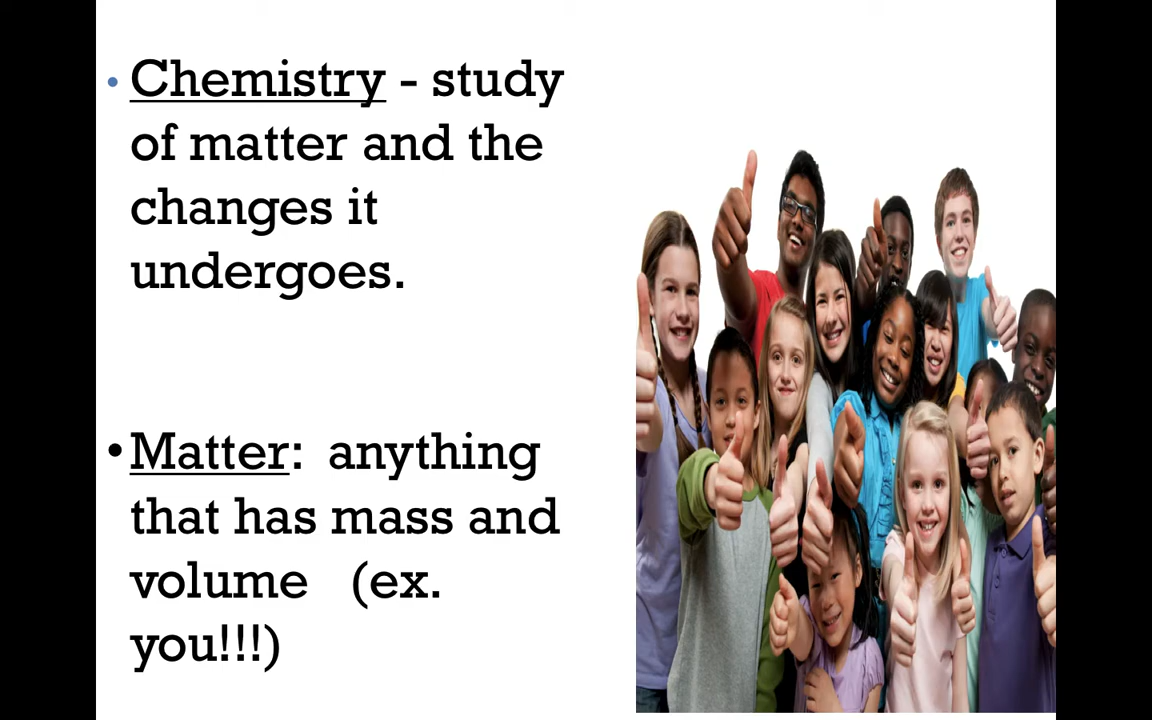 • Chemistry - study
of matter and the
changes it
undergoes.
• Matter: anything
that has mass and
volume (ex.
you!!!)